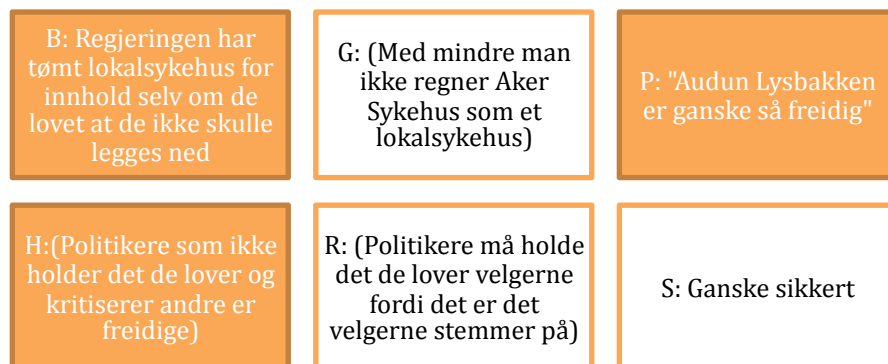 B: Regjeringen har
tømt lokalsykehus for
innhold selv om de
lovet at de ikke skulle
legges ned
G: (Med mindre man
ikke regner Aker
Sykehus som et
lokalsykehus)
P: "Audun Lysbakken
er ganske så freidig"
H:(Politikere som ikke
holder det de lover og
kritiserer andre er
freidige)
R: (Politikere må holde
det de lover velgerne
fordi det er det
velgerne stemmer på)
S: Ganske sikkert